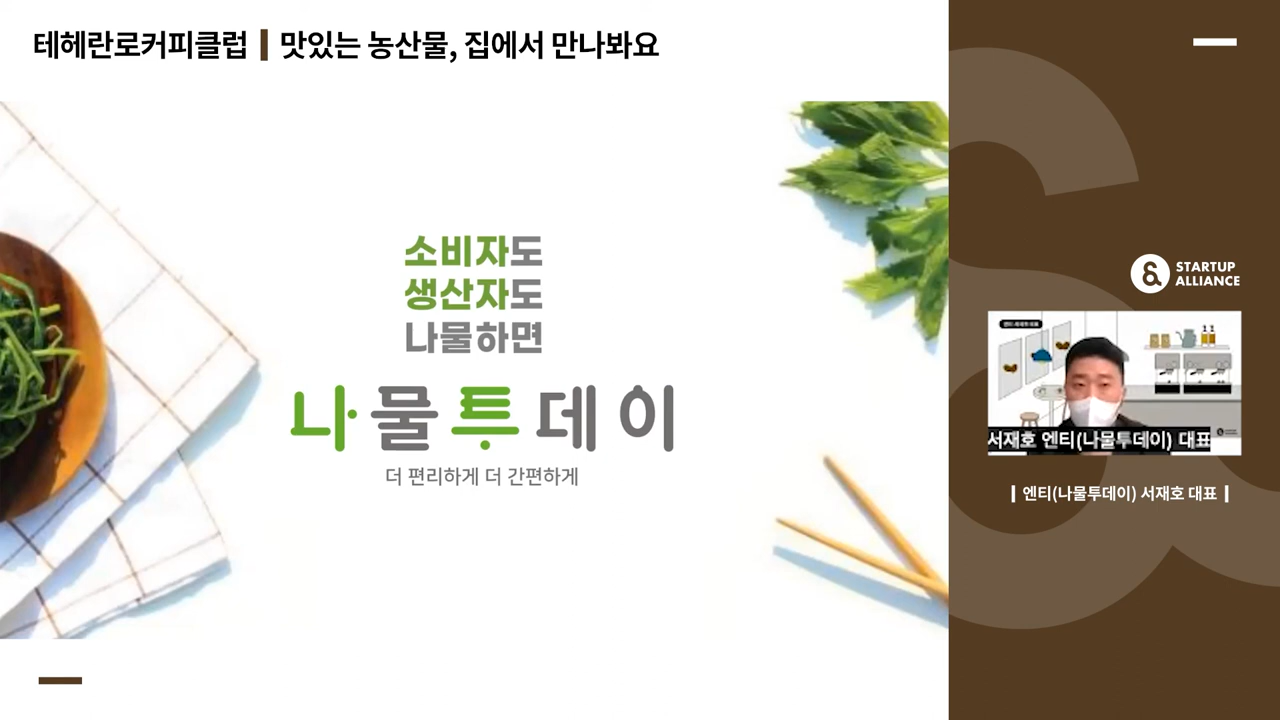 테헤란로커피클럽 | 맛있는 농산물, 집에서 만나봐요
소비자도
생산자도
나물하면
나물투데이
더 편리하게 더 간편하게
STARTUP
ALLIANCE
서재호 엔티(나물투데이) 대표
| 엔티(나물투데이) 서재호 대표 |